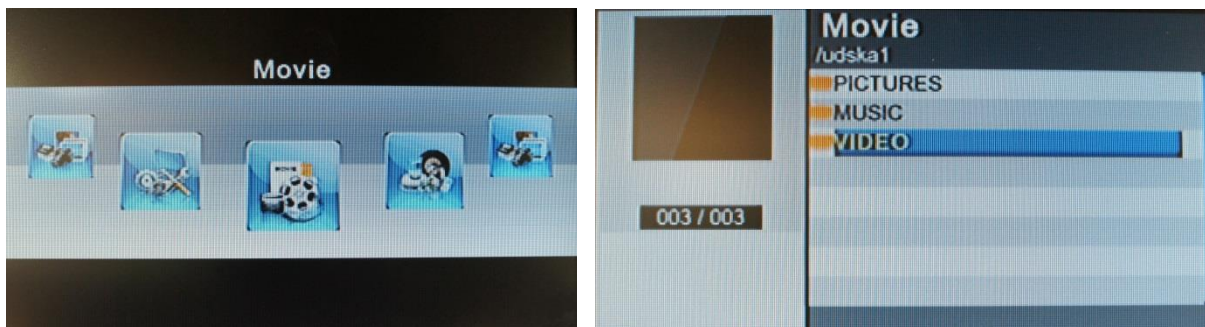 Movie
Movie
/udska1
PICTURES
MUSIC
VIDEO
003 / 003